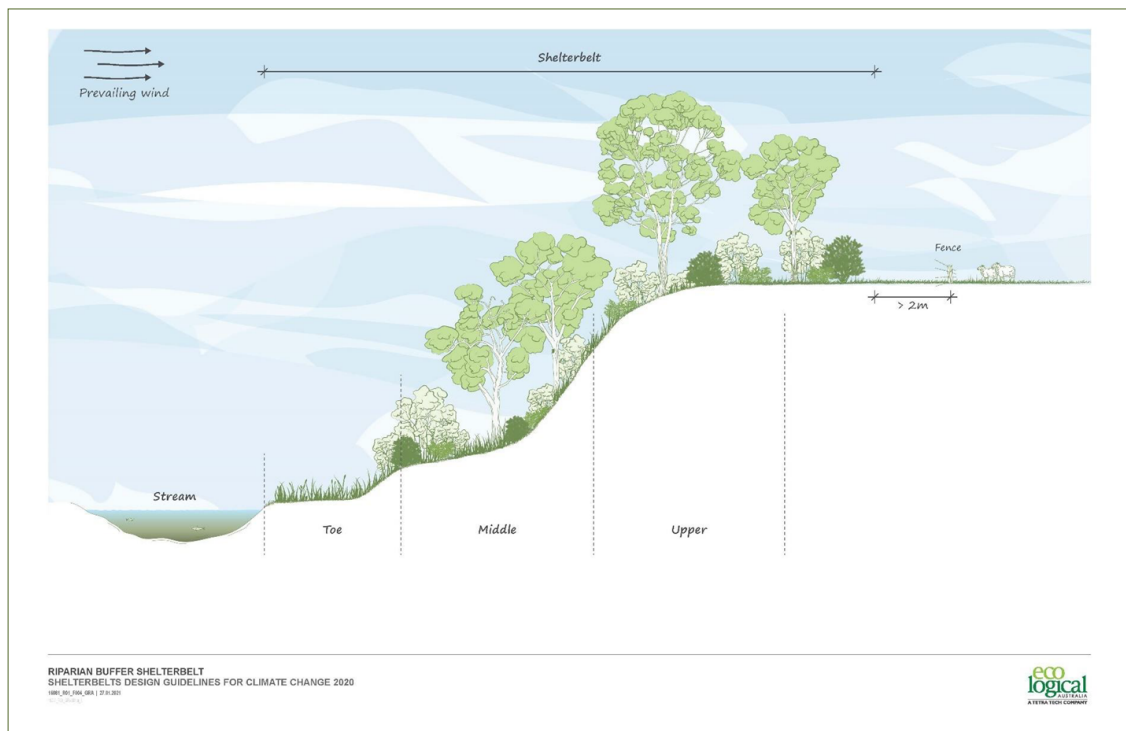 Shelterbelt
Prevailing wind
Fence
> 2m
Stream
Toe
Middle
Upper
RIPARIAN BUFFER SHELTERBELT
SHELTERBELTS DESIGN GUIDELINES FOR CLIMATE CHANGE 2020
eco
logical
AUSTRALIA
A TETRA TECH COMPANY